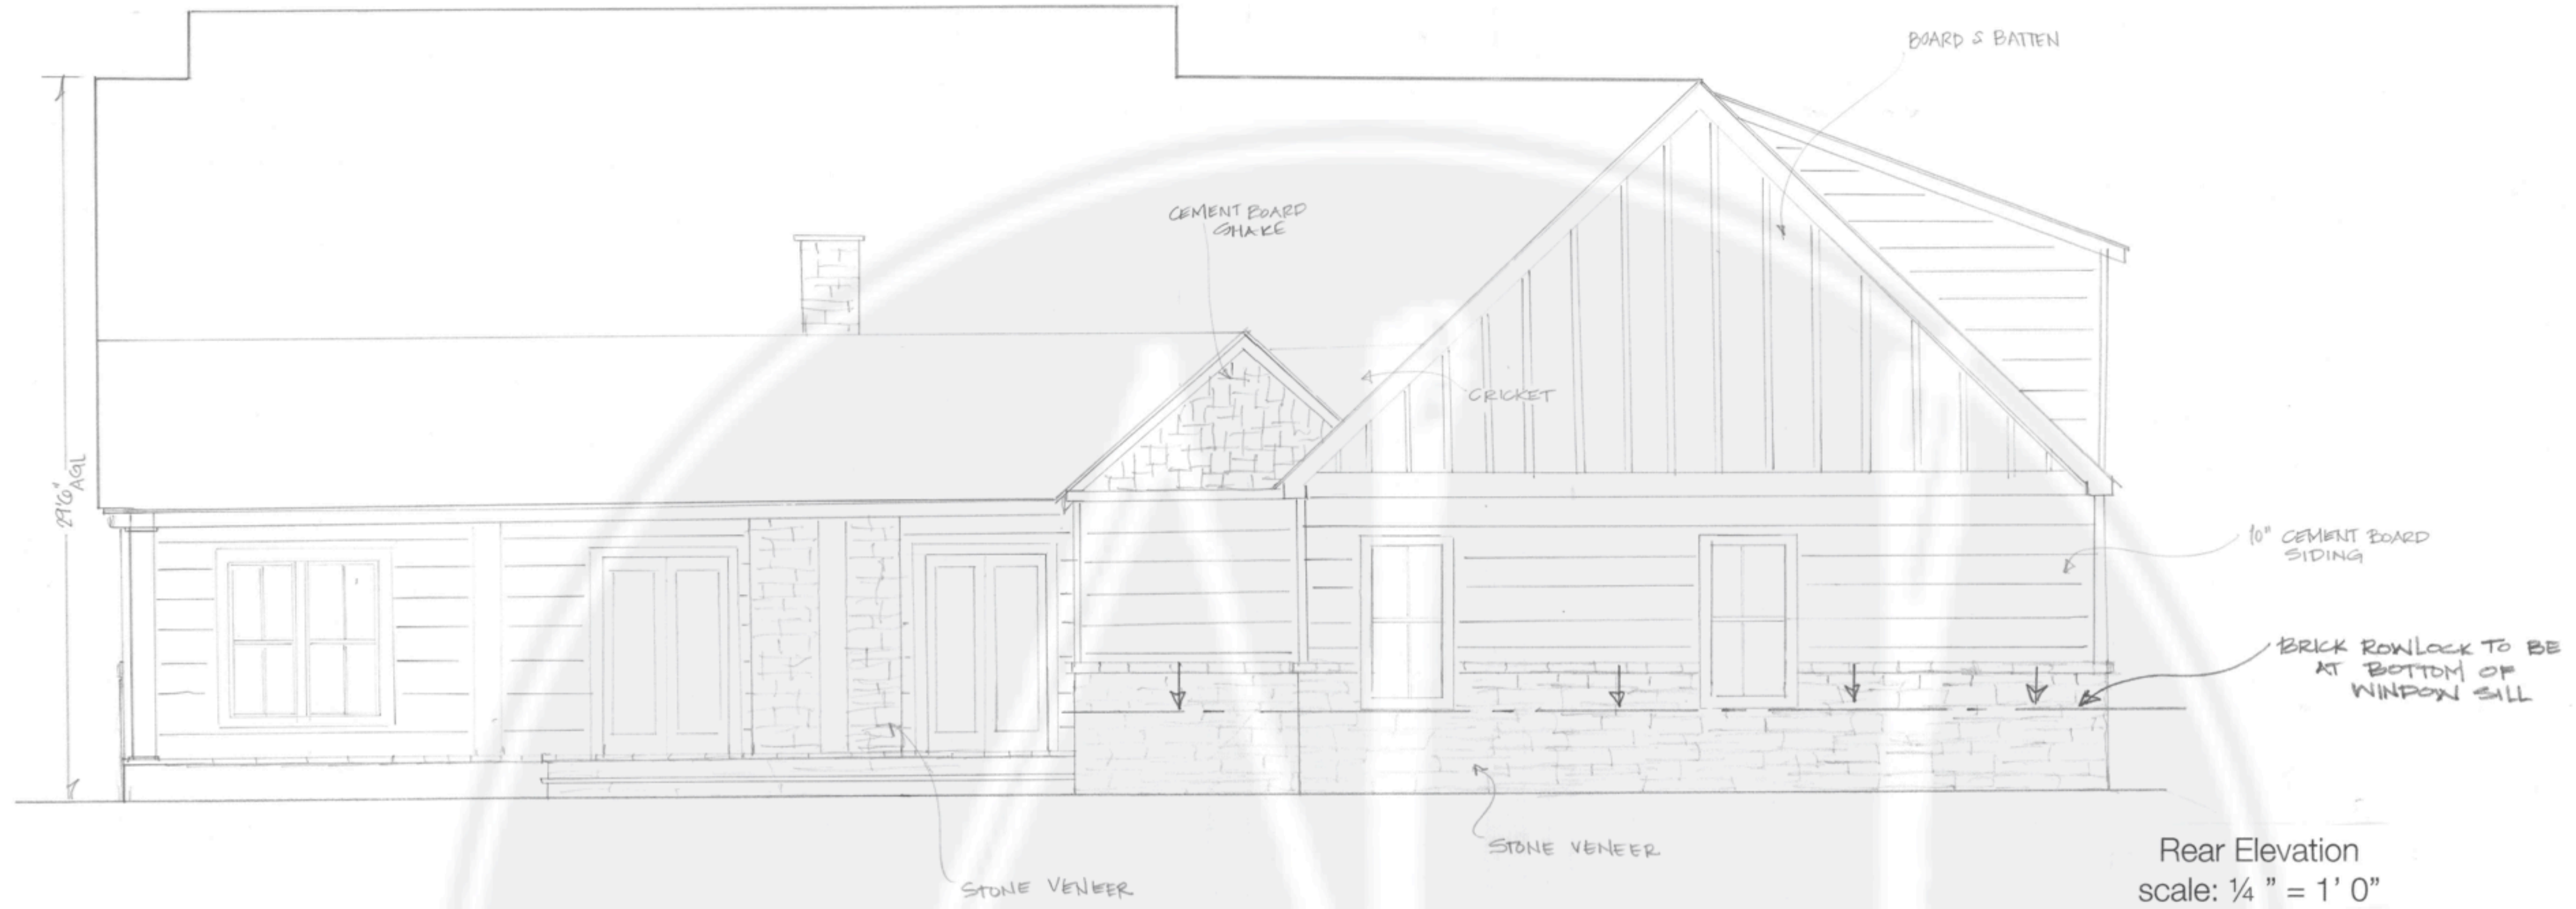 BOARD & BATTEN
CEMENT BOARD
SHAKE
CRICKET
29'6"
AGL
10" CEMENT BOARD
SIDING
BRICK ROWLOCK TO BE
AT BOTTOM OF
WINDOW SILL
STONE VENEER
STONE VENEER
Rear Elevation
scale: ¼ " = 1' 0"